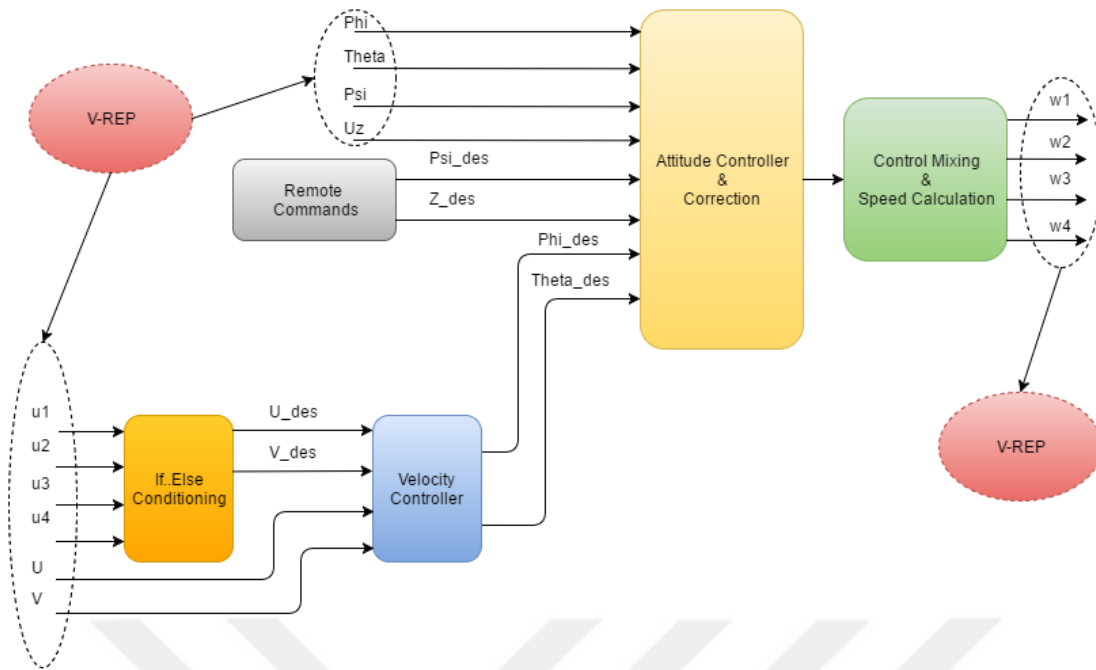 Phi
Theta
Psi
Uz
V-REP
Psi_des
Z_des
Remote
Commands
Phi_des
Theta_des
Attitude Controller
&
Correction
Control Mixing
&
Speed Calculation
w1
w2
w3
w4
V-REP
u1
u2
u3
u4
U
V
If..Else
Conditioning
U_des
V_des
Velocity
Controller